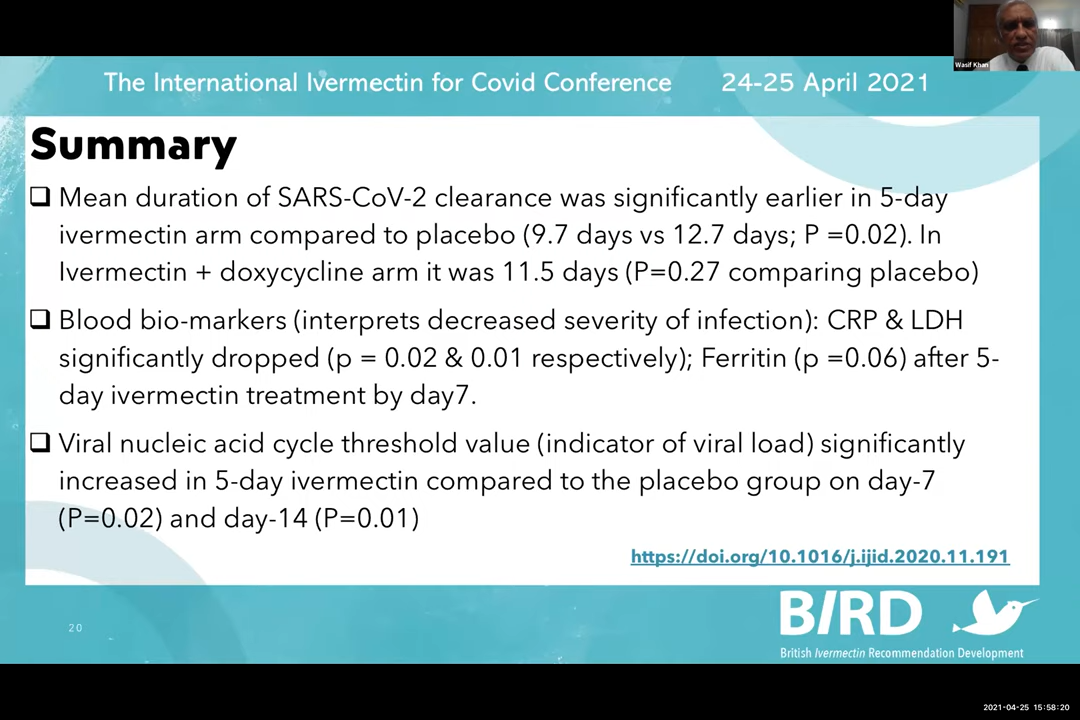 Wasif Khan
The International Ivermectin for Covid Conference 24-25 April 2021
Summary
❑ Mean duration of SARS-CoV-2 clearance was significantly earlier in 5-day
ivermectin arm compared to placebo (9.7 days vs 12.7 days; P =0.02). In
Ivermectin + doxycycline arm it was 11.5 days (P=0.27 comparing placebo)
❑ Blood bio-markers (interprets decreased severity of infection): CRP & LDH
significantly dropped (p = 0.02 & 0.01 respectively); Ferritin (p =0.06) after 5-
day ivermectin treatment by day7.
❑ Viral nucleic acid cycle threshold value (indicator of viral load) significantly
increased in 5-day ivermectin compared to the placebo group on day-7
(P=0.02) and day-14 (P=0.01)
https://doi.org/10.1016/j.ijid.2020.11.191
BIRD
20
British Ivermectin Recommendation Development
2021-04-25 15:58:20